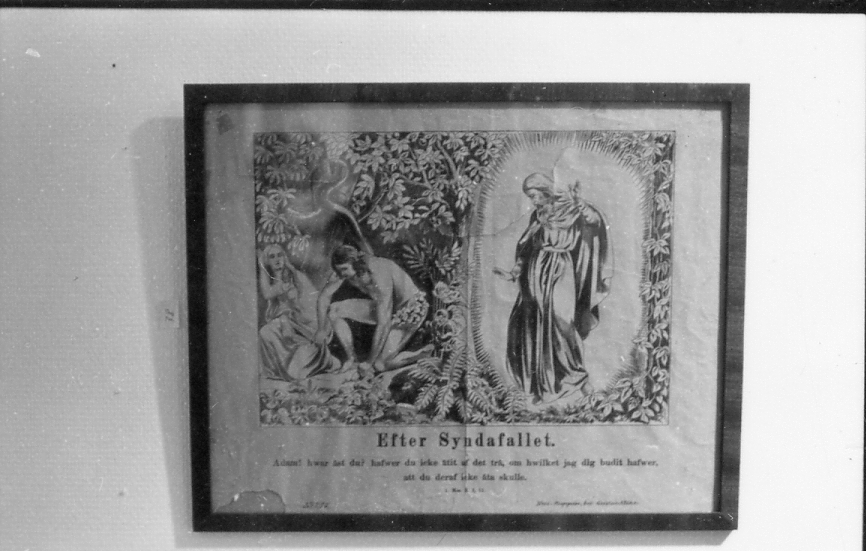 Efter Syndafallet.
Adam! hwar äst du? hafwer du icke ätit af det trä, om hwilket jag dig budit hafwer,
att du deraf icke äta skulle.